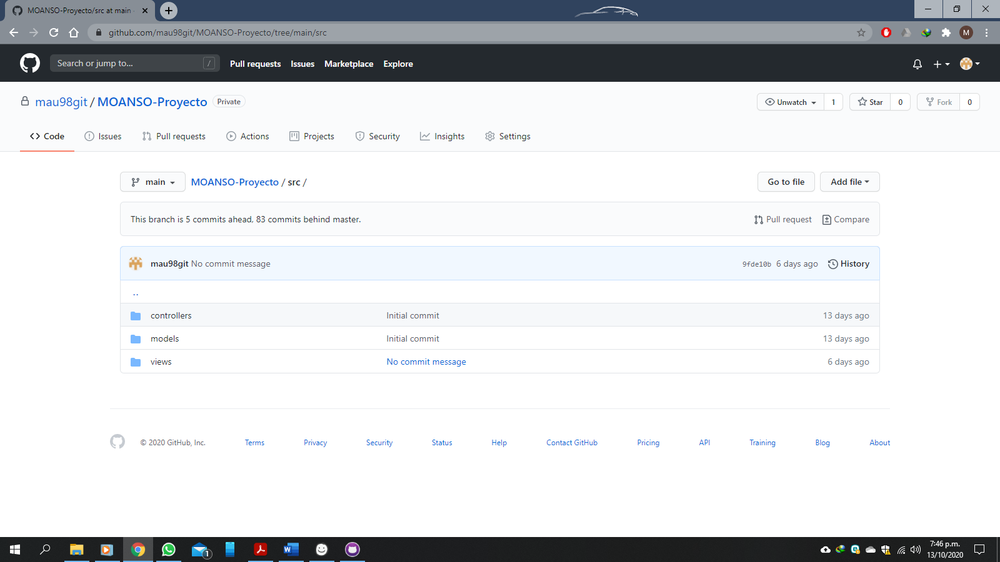 MOANSO-Proyecto/src at main
github.com/mau98git/MOANSO-Proyecto/tree/main/src
M
Search or jump to... / Pull requests Issues Marketplace Explore
mau98git / MOANSO-Proyecto Private Unwatch 1 Star 0 Fork 0
Code Issues Pull requests Actions Projects Security Insights Settings
main MOANSO-Proyecto / src / Go to file Add file
This branch is 5 commits ahead, 83 commits behind master. Pull request Compare
mau98git No commit message 9fde10b 6 days ago History
..
controllers Initial commit 13 days ago
models Initial commit 13 days ago
views No commit message 6 days ago
© 2020 GitHub, Inc. Terms Privacy Security Status Help Contact GitHub Pricing API Training Blog About
1
7:46 p.m.
13/10/2020